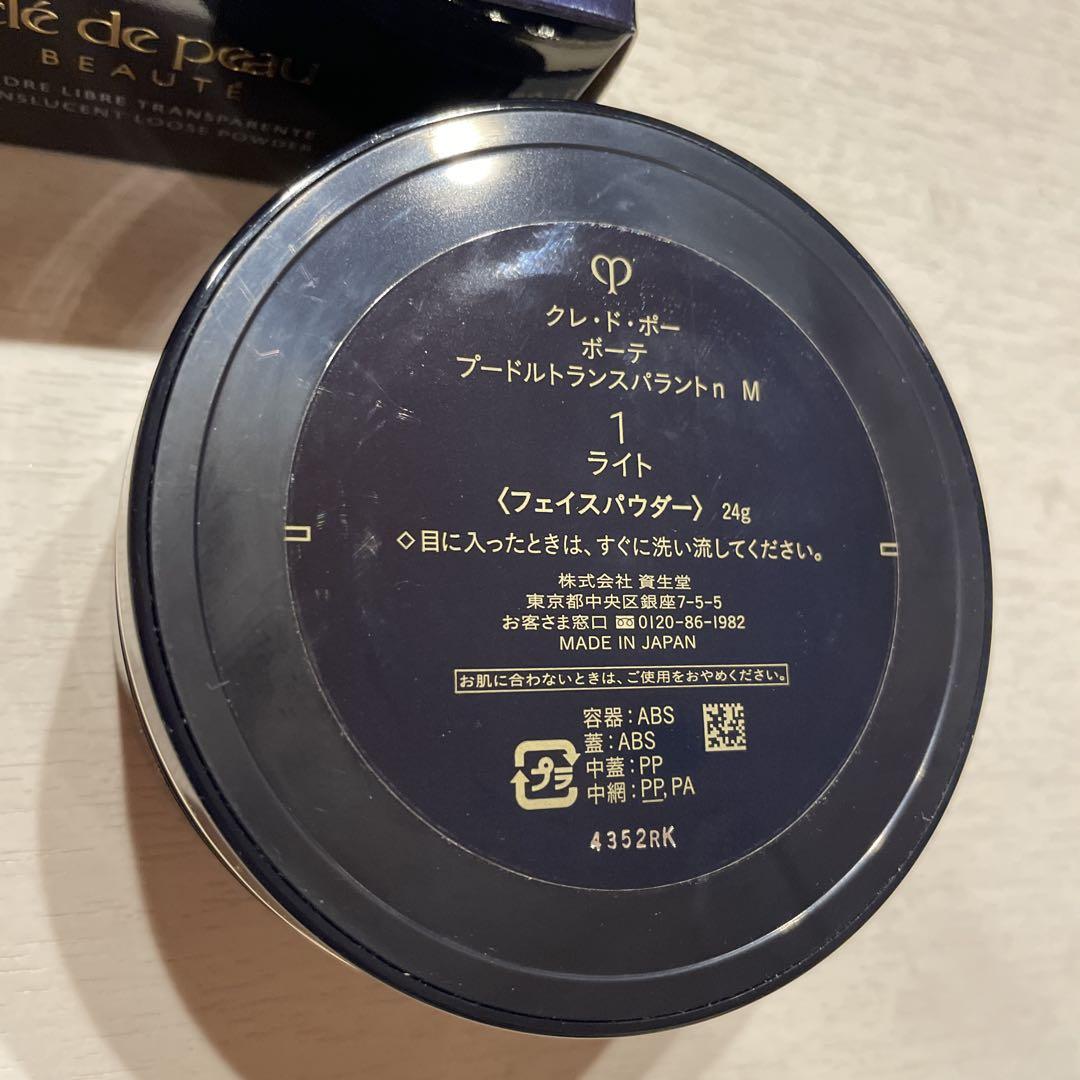 clé de peau
BEAUTÉ
DRE LIBRE TRANSPARENTE
NSLUCENT LOOSE POWDER
クレ・ド・ポー
ボーテ
プードルトランスパラントn M
1
ライト
〈フェイスパウダー〉 24g
◇目に入ったときは、すぐに洗い流してください。
株式会社 資生堂
東京都中央区銀座7-5-5
お客さま窓口 0120-86-1982
MADE IN JAPAN
お肌に合わないときは、ご使用をおやめください。
容器:ABS
蓋:ABS
プラ
中蓋:PP
中網:PP,PA
4352RK